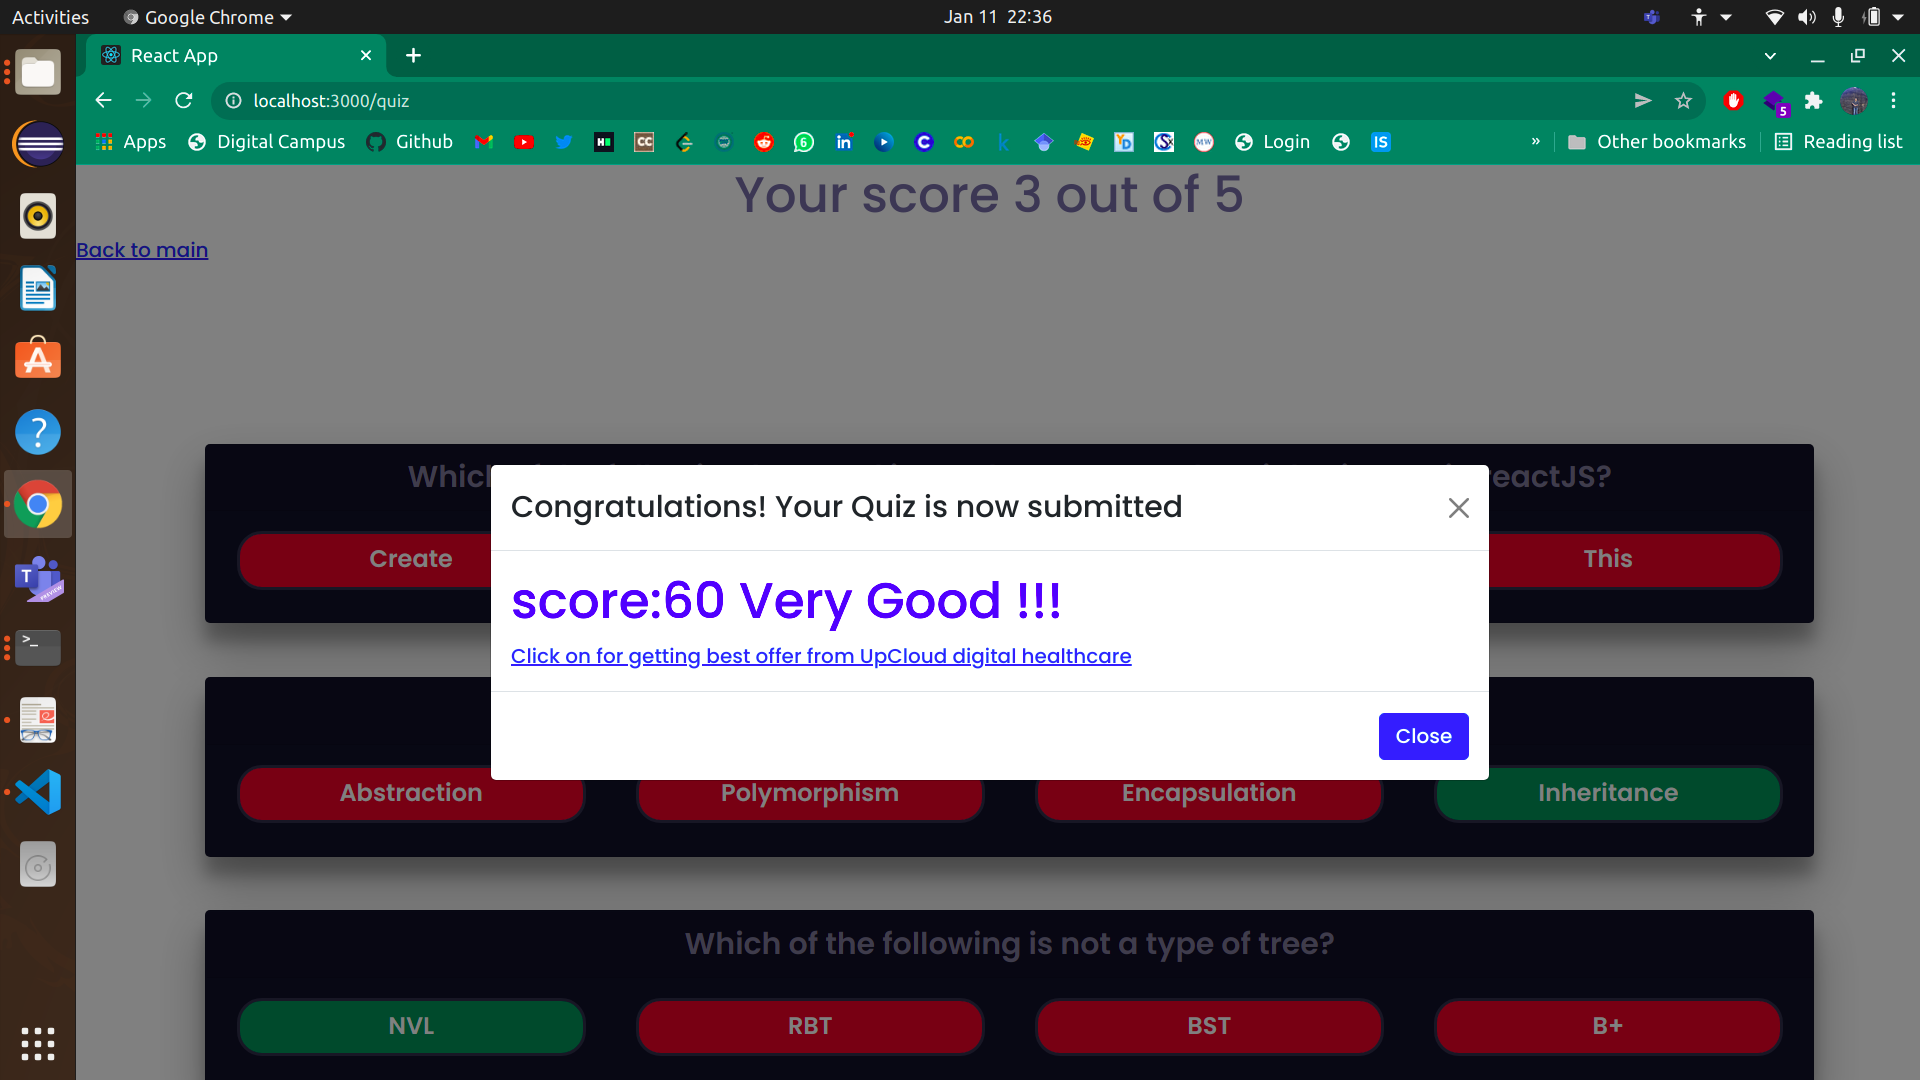 Activities
Google Chrome
Jan 11 22:36
React App
localhost:3000/quiz
5
Apps
Digital Campus
Github
Login
IS
»
Other bookmarks
Reading list
Your score 3 out of 5
Back to main
Which
reactJS?
Create
This
Congratulations! Your Quiz is now submitted
score:60 Very Good !!!
Click on for getting best offer from UpCloud digital healthcare
Close
Abstraction
Polymorphism
Encapsulation
Inheritance
Which of the following is not a type of tree?
NVL
RBT
BST
B+